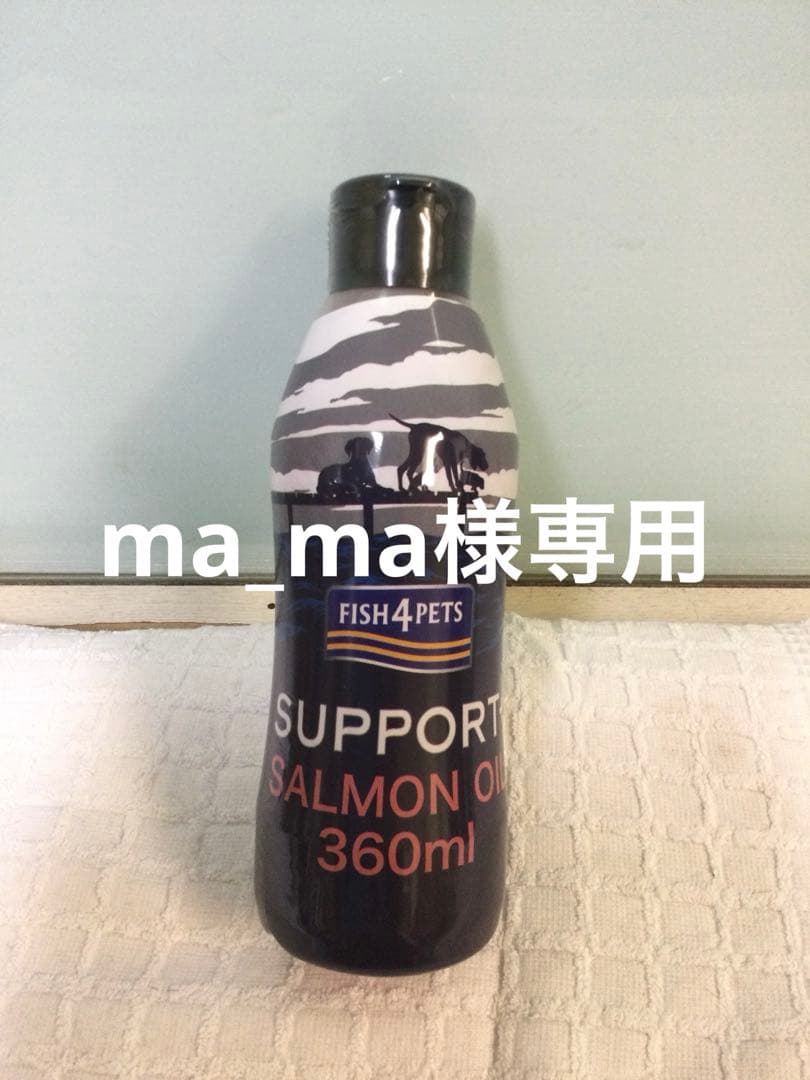 ma_ma様専用
FISH4PETS
SUPPORT+
SALMON OIL
360ml